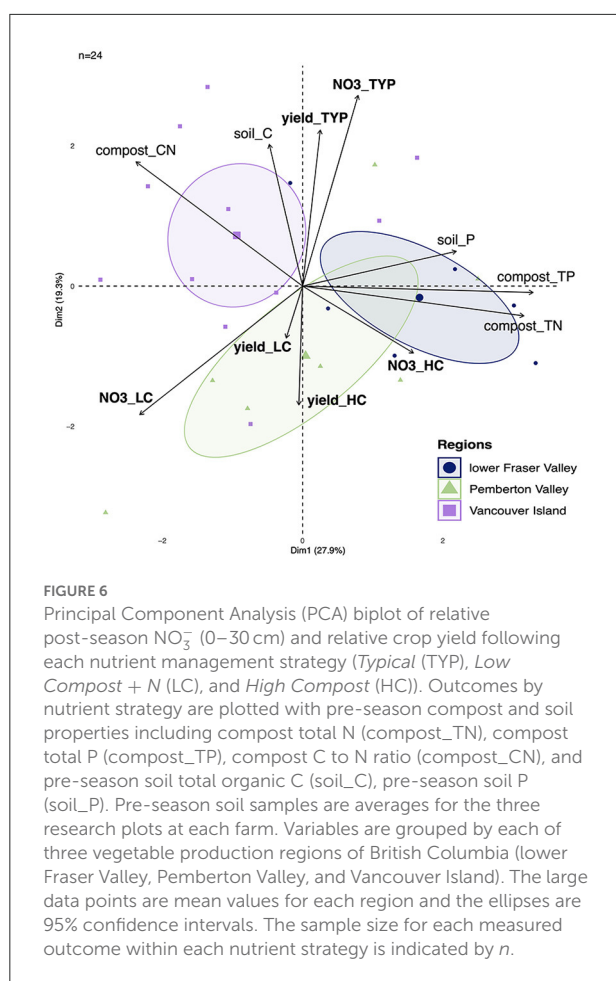 n=24
NO3_TYP
yield_TYP
soil_C
compost_CN
2
soil_P
compost_TP
0
compost_TN
Dim2 (19.3%)
yield_LC
NO3_HC
NO3_LC
yield_HC
-2
Regions
lower Fraser Valley
Pemberton Valley
Vancouver Island
-2
0
2
Dim1 (27.9%)
FIGURE 6
Principal Component Analysis (PCA) biplot of relative
post-season NO₃⁻ (0–30 cm) and relative crop yield following
each nutrient management strategy (Typical (TYP), Low
Compost + N (LC), and High Compost (HC)). Outcomes by
nutrient strategy are plotted with pre-season compost and soil
properties including compost total N (compost_TN), compost
total P (compost_TP), compost C to N ratio (compost_CN), and
pre-season soil total organic C (soil_C), pre-season soil P
(soil_P). Pre-season soil samples are averages for the three
research plots at each farm. Variables are grouped by each of
three vegetable production regions of British Columbia (lower
Fraser Valley, Pemberton Valley, and Vancouver Island). The large
data points are mean values for each region and the ellipses are
95% confidence intervals. The sample size for each measured
outcome within each nutrient strategy is indicated by n.